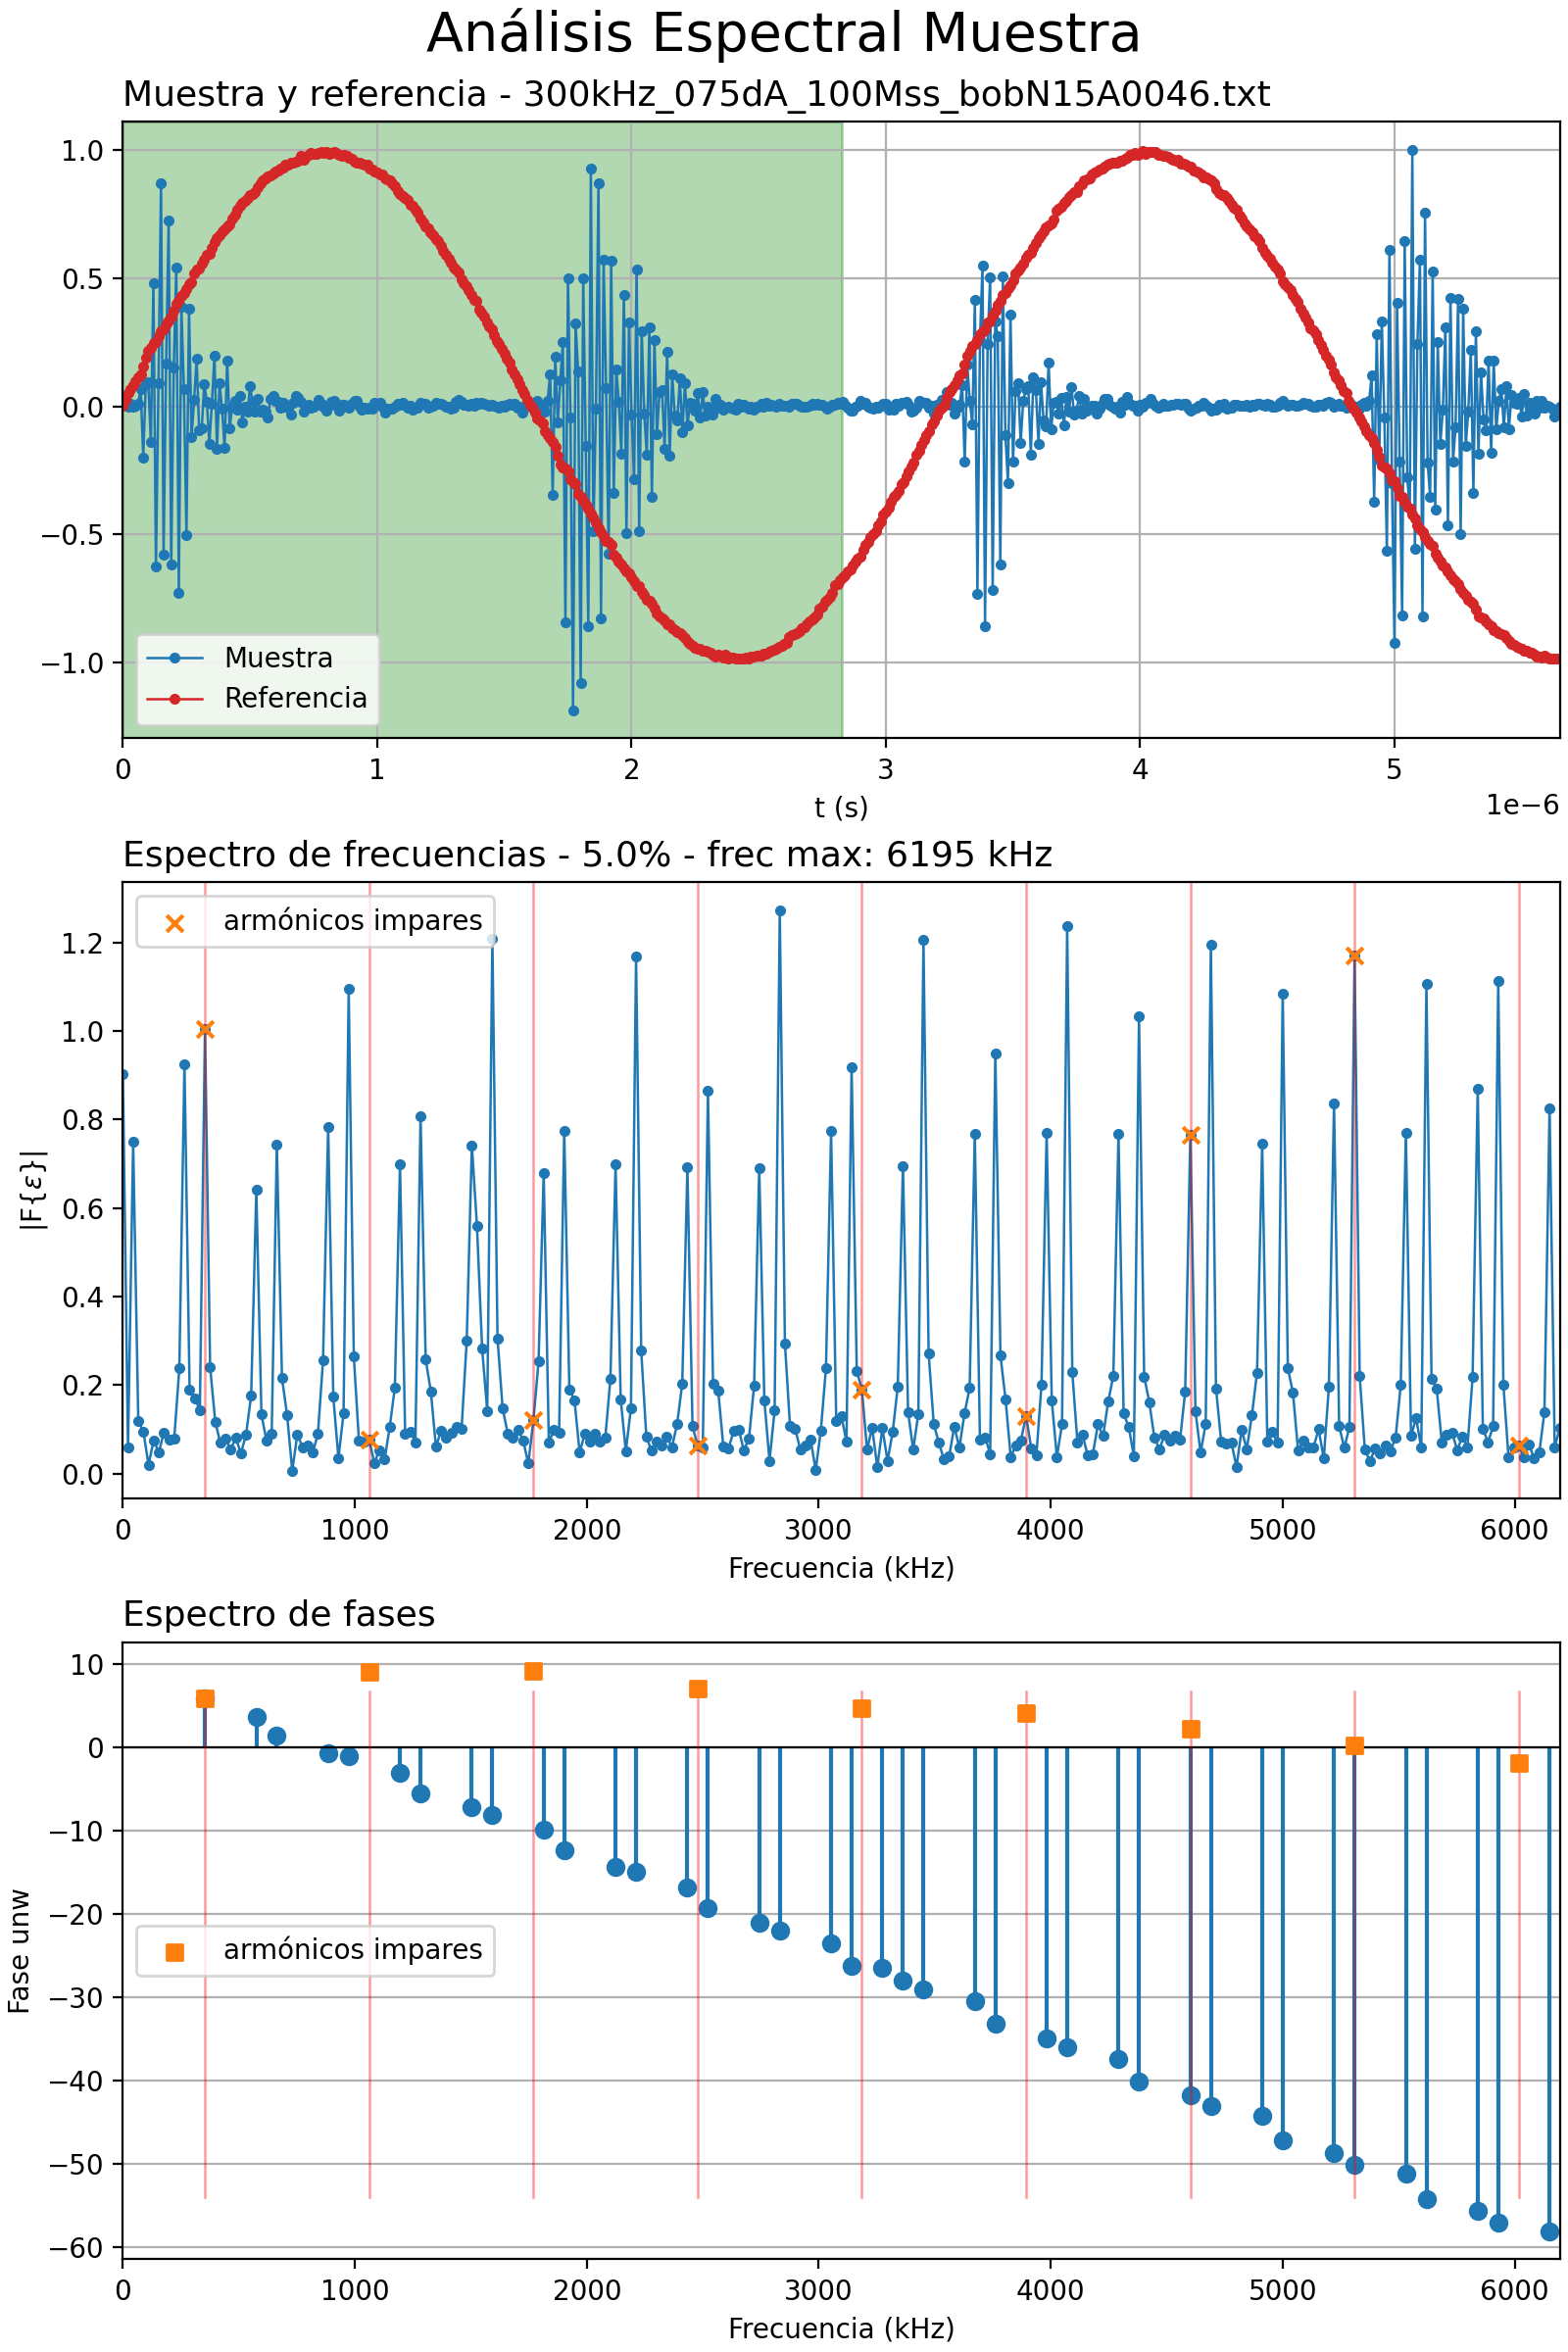 Análisis Espectral Muestra
Muestra y referencia - 300kHz_075dA_100Mss_bobN15A0046.txt
1.0
0.5
0.0
−0.5
−1.0
Muestra
Referencia
0 1 2 3 4 5
1e−6
t (s)
Espectro de frecuencias - 5.0% - frec max: 6195 kHz
armónicos impares
1.2
1.0
0.8
0.6
0.4
0.2
0.0
|F{ε}|
0 1000 2000 3000 4000 5000 6000
Frecuencia (kHz)
Espectro de fases
10
0
−10
−20
−30
−40
−50
−60
Fase unw
armónicos impares
0 1000 2000 3000 4000 5000 6000
Frecuencia (kHz)